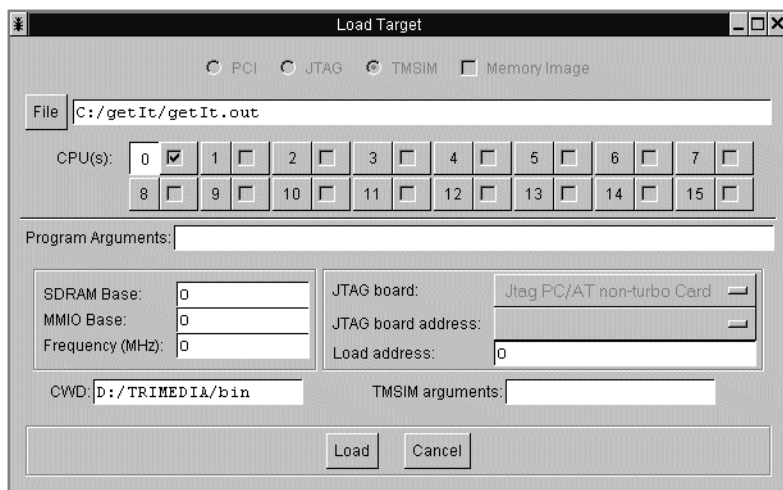 Load Target
PCI JTAG TMSIM Memory Image
File C:/getIt/getIt.out
CPU(s): 0 1 2 3 4 5 6 7
8 9 10 11 12 13 14 15
Program Arguments:
SDRAM Base: 0
MMIO Base: 0
Frequency (MHz): 0
JTAG board: Jtag PC/AT non-turbo Card
JTAG board address:
Load address: 0
CWD: D:/TRIMEDIA/bin TMSIM arguments:
Load Cancel